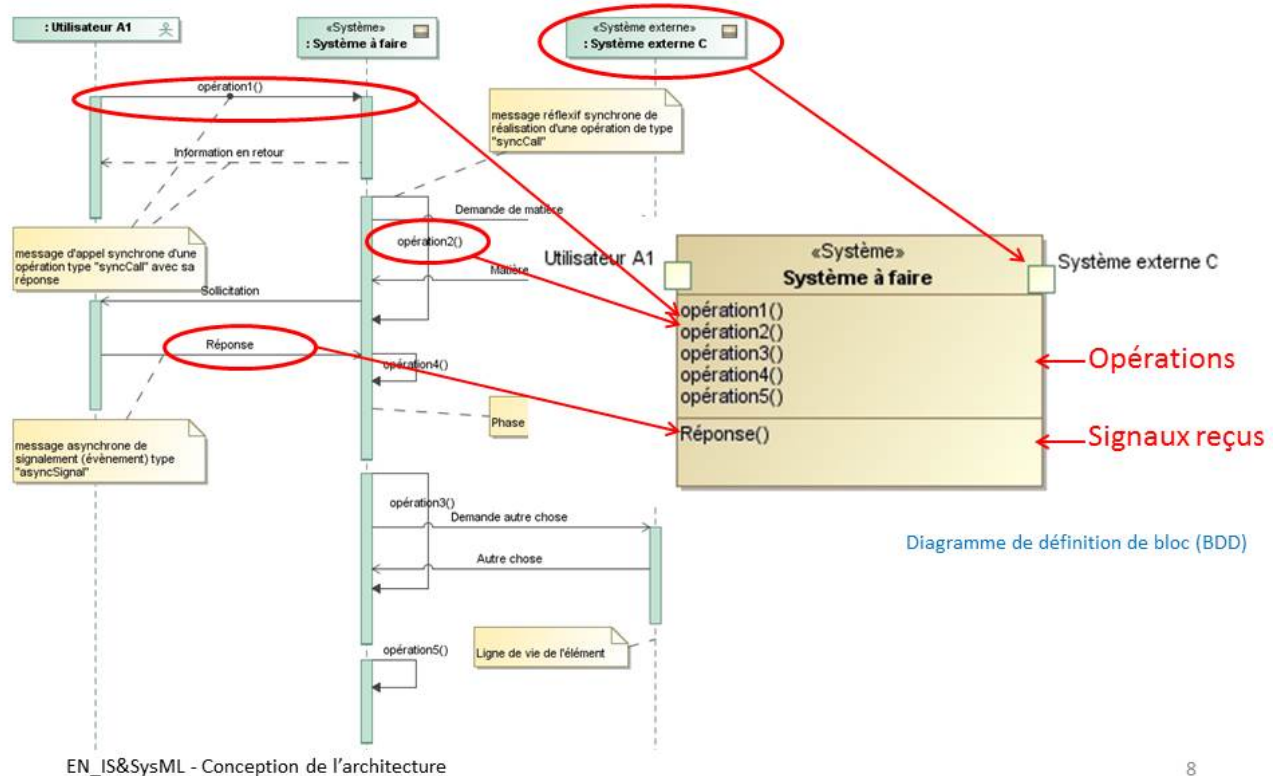 : Utilisateur A1
«Système»
: Système à faire
«Système externe»
: Système externe C
opération1()
message réflexif synchrone de
réalisation d'une opération de type
"syncCall"
Information en retour
Demande de matière
opération2()
message d'appel synchrone d'une
opération type "syncCall" avec sa
réponse
Matière
Sollicitation
Réponse
opération4()
Phase
message asynchrone de
signalement (évènement) type
"asyncSignal"
opération3()
Demande autre chose
Autre chose
Ligne de vie de l'élément
opération5()
Utilisateur A1
«Système»
Système à faire
Système externe C
opération1()
opération2()
opération3()
opération4()
opération5()
Opérations
Réponse()
Signaux reçus
Diagramme de définition de bloc (BDD)
EN_IS&SysML - Conception de l'architecture
8